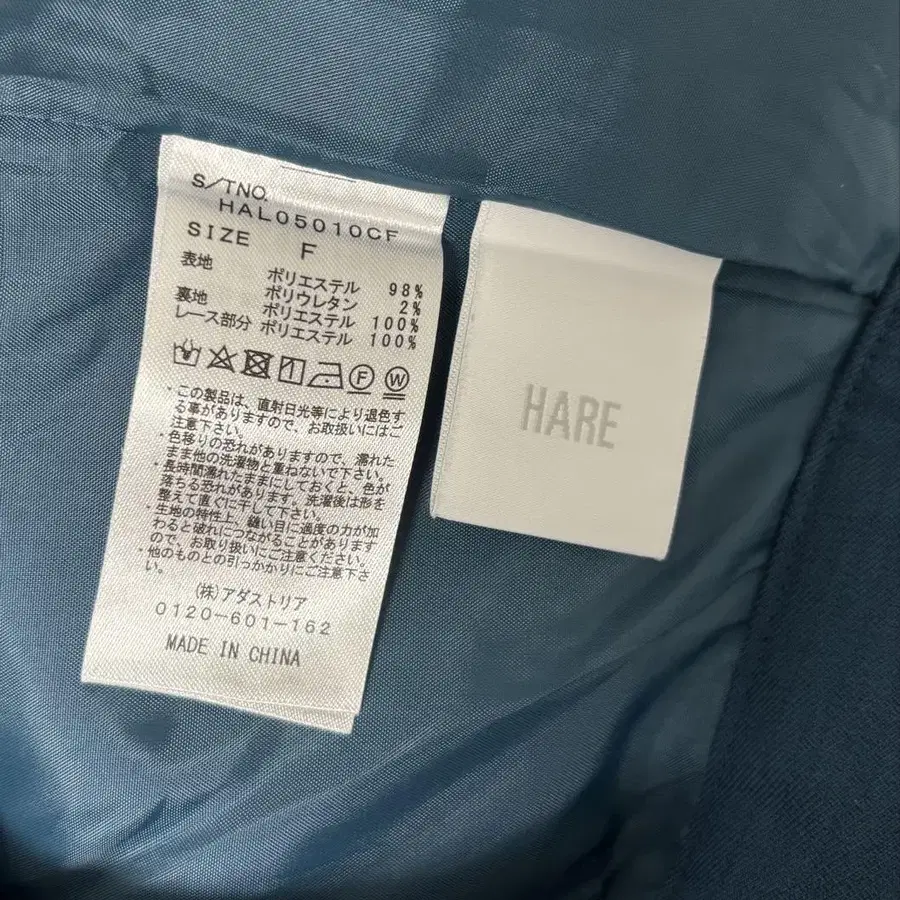 S/TNO.
HAL05010CF
SIZE F
表地 ポリエステル 98%
ポリウレタン 2%
裏地 ポリエステル 100%
レース部分 ポリエステル 100%
F W
・この製品は、直射日光等により退色す
る事がありますので、お取扱いにはご
注意下さい。
・色移りの恐れがありますので、濡れた
まま他の洗濯物と重ねないで下さい。
・長時間濡れたままにしておくと、色が
落ちる恐れがあります。洗濯後は形を
整えて直ぐに干して下さい。
・生地の特性上、縫い目に過度の力が加
わると破れにつながることがあります
ので、お取り扱いにご注意ください。
・他のものとの引っかかりにご注意下さ
い。
(株)アダストリア
0120-601-162
MADE IN CHINA
HARE